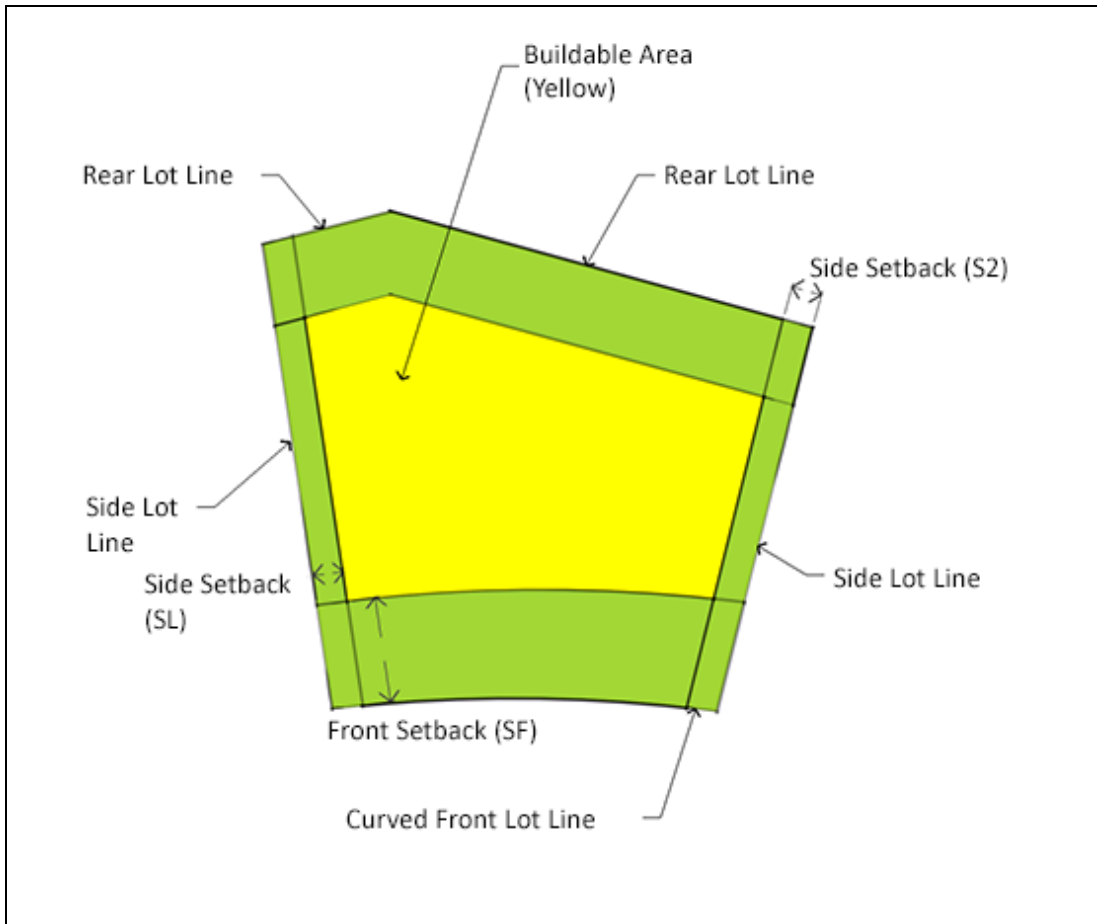 Buildable Area
(Yellow)
Rear Lot Line
Rear Lot Line
Side Setback (S2)
Side Lot
Line
Side Setback
(SL)
Side Lot Line
Front Setback (SF)
Curved Front Lot Line